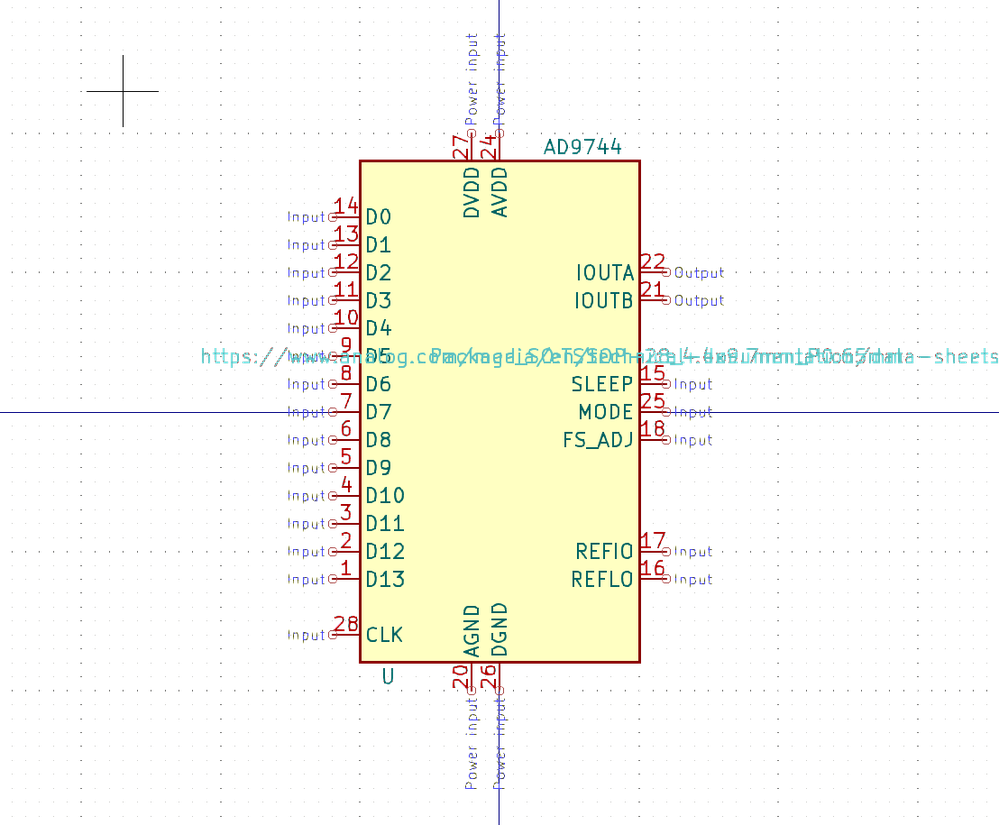 Power input
Power input
27
24
AD9744
DVDD
AVDD
Input 14 D0
Input 13 D1
Input 12 D2 IOUTA 22 Output
Input 11 D3 IOUTB 21 Output
Input 10 D4
Input 9 D5
https://www.analog.com/media/en/technical-documentation/data-sheets
Package_SO:TSSOP-28_4.4x9.7mm_P0.65mm
Input 8 D6 SLEEP 15 Input
Input 7 D7 MODE 25 Input
Input 6 D8 FS_ADJ 18 Input
Input 5 D9
Input 4 D10
Input 3 D11
Input 2 D12 REFIO 17 Input
Input 1 D13 REFLO 16 Input
Input 28 CLK
AGND
DGND
U
20
26
Power input
Power input